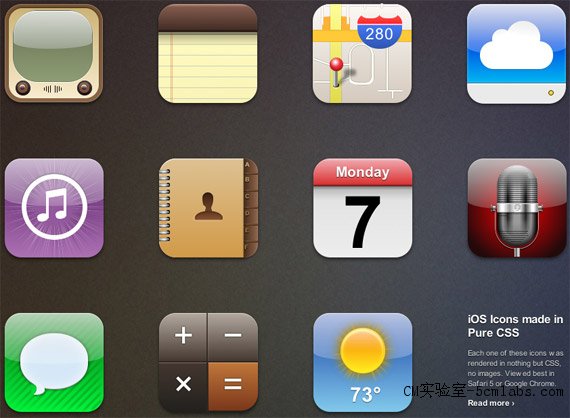 280
A
B
C
D
E
F
Monday
7
+
−
×
=
73°
iOS Icons made in
Pure CSS
Each one of these icons was
rendered in nothing but CSS,
no images. Viewed best in
Safari 5 or Google Chrome.
Read more ›
CM实验室-5cmlabs.com